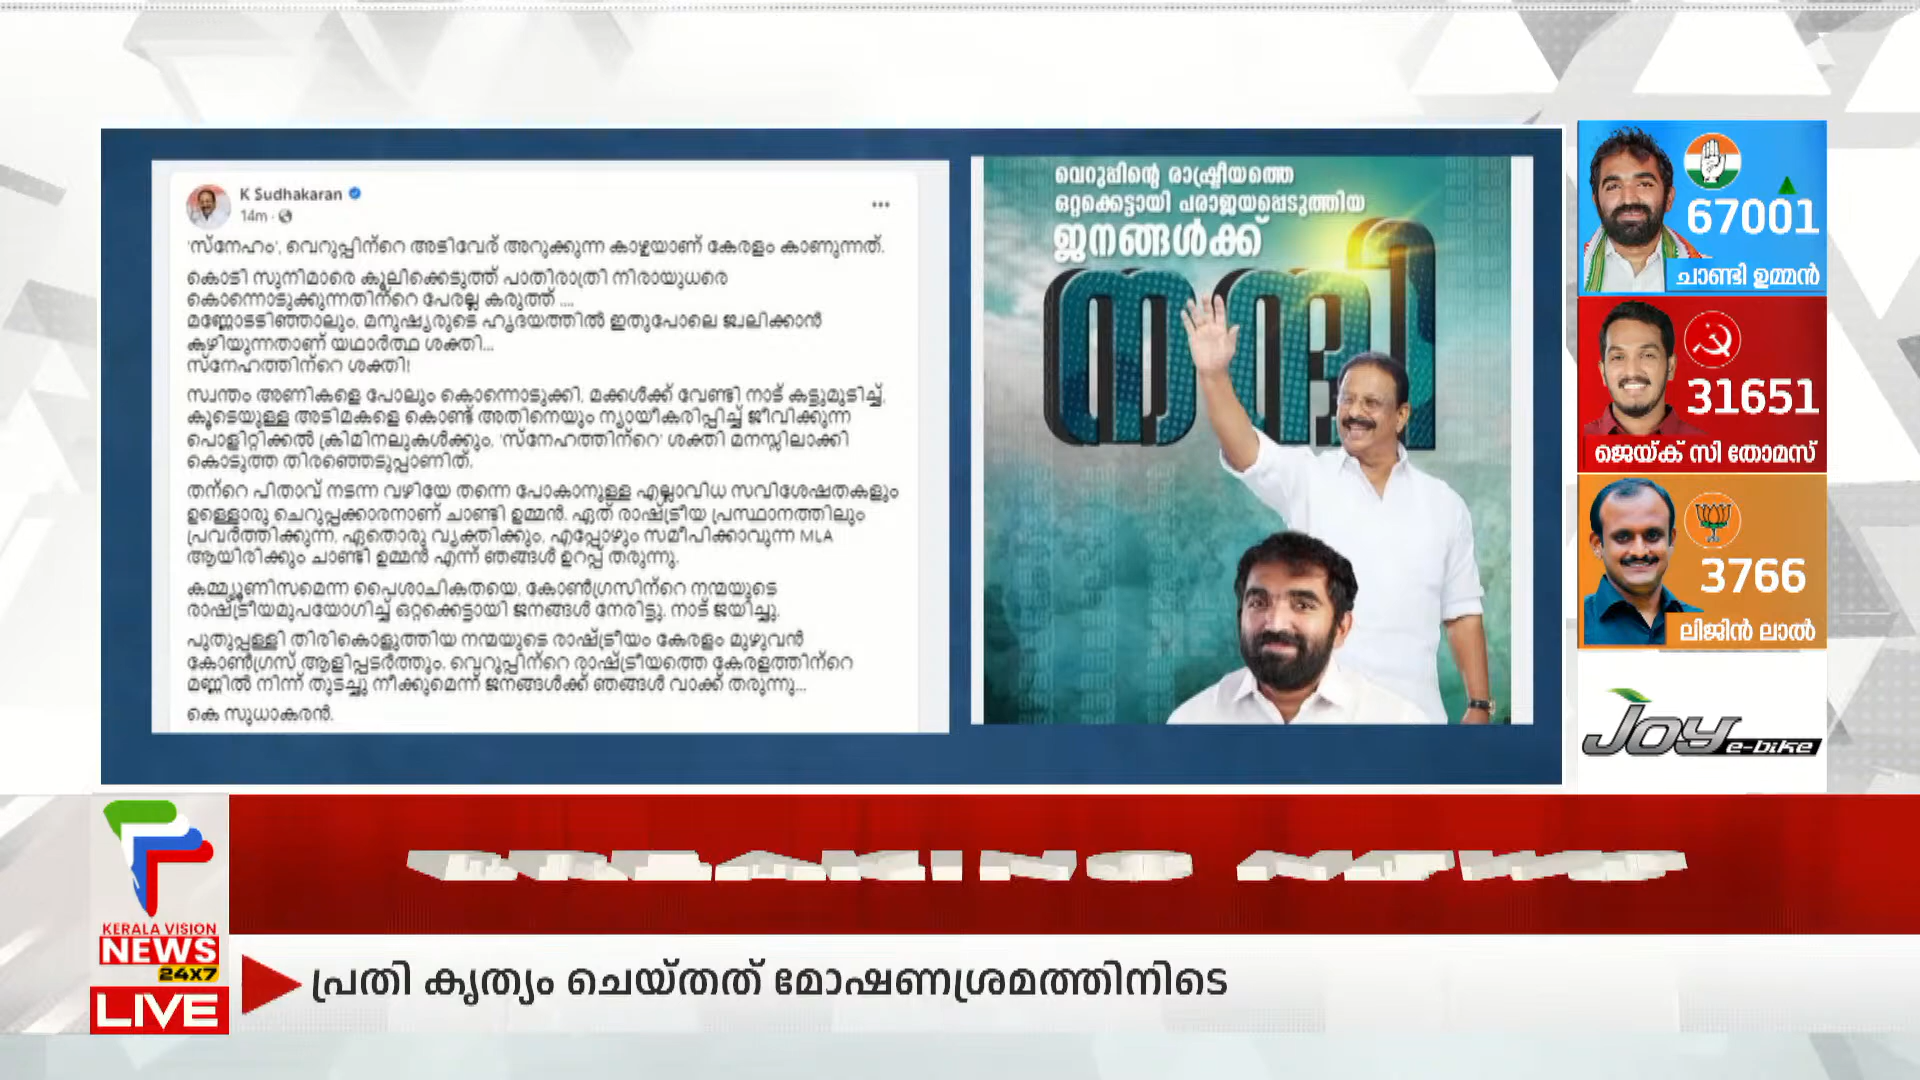 K Sudhakaran
14m
'സ്നേഹം', വെറുപ്പിന്റെ അടിവേര് അറുക്കുന്ന കാഴ്ചയാണ് കേരളം കാണുന്നത്.
കൊടി സുനിമാരെ കൂലിക്കെടുത്ത് പാതിരാത്രി നിരായുധരെ
കൊന്നൊടുക്കുന്നതിന്റെ പേരല്ല കരുത്ത് ....
മണ്ണോടടിഞ്ഞാലും, മനുഷ്യരുടെ ഹൃദയത്തിൽ ഇതുപോലെ ജ്വലിക്കാൻ
കഴിയുന്നതാണ് യഥാർത്ഥ ശക്തി...
സ്നേഹത്തിന്റെ ശക്തി!
സ്വന്തം അണികളെ പോലും കൊന്നൊടുക്കി, മക്കൾക്ക് വേണ്ടി നാട് കട്ടുമുടിച്ച്,
കൂടെയുള്ള അടിമകളെ കൊണ്ട് അതിനെയും ന്യായീകരിപ്പിച്ച് ജീവിക്കുന്ന
പൊളിറ്റിക്കൽ ക്രിമിനലുകൾക്കും, 'സ്നേഹത്തിന്റെ' ശക്തി മനസ്സിലാക്കി
കൊടുത്ത തിരഞ്ഞെടുപ്പാണിത്.
തന്റെ പിതാവ് നടന്ന വഴിയേ തന്നെ പോകാനുള്ള എല്ലാവിധ സവിശേഷതകളും
ഉള്ളൊരു ചെറുപ്പക്കാരനാണ് ചാണ്ടി ഉമ്മൻ. ഏത് രാഷ്ട്രീയ പ്രസ്ഥാനത്തിലും
പ്രവർത്തിക്കുന്ന, ഏതൊരു വ്യക്തിക്കും, എപ്പോഴും സമീപിക്കാവുന്ന MLA
ആയിരിക്കും ചാണ്ടി ഉമ്മൻ എന്ന് ഞങ്ങൾ ഉറപ്പ് തരുന്നു.
കമ്മ്യൂണിസമെന്ന പൈശാചികതയെ, കോൺഗ്രസിന്റെ നന്മയുടെ
രാഷ്ട്രീയമുപയോഗിച്ച് ഒറ്റക്കെട്ടായി ജനങ്ങൾ നേരിട്ടു. നാട് ജയിച്ചു.
പുതുപ്പള്ളി തിരികൊളുത്തിയ നന്മയുടെ രാഷ്ട്രീയം കേരളം മുഴുവൻ
കോൺഗ്രസ് ആളിപ്പടർത്തും. വെറുപ്പിന്റെ രാഷ്ട്രീയത്തെ കേരളത്തിന്റെ
മണ്ണിൽ നിന്ന് തുടച്ചു നീക്കുമെന്ന് ജനങ്ങൾക്ക് ഞങ്ങൾ വാക്ക് തരുന്നു...
കെ സുധാകരൻ.
വെറുപ്പിന്റെ രാഷ്ട്രീയത്തെ
ഒറ്റക്കെട്ടായി പരാജയപ്പെടുത്തിയ
ജനങ്ങൾക്ക്
നന്ദി
67001
ചാണ്ടി ഉമ്മൻ
31651
ജെയ്ക് സി തോമസ്
3766
ലിജിൻ ലാൽ
Joy e-bike
BREAKING NEWS
KERALA VISION
NEWS
24X7
LIVE
പ്രതി കൃത്യം ചെയ്തത് മോഷണശ്രമത്തിനിടെ